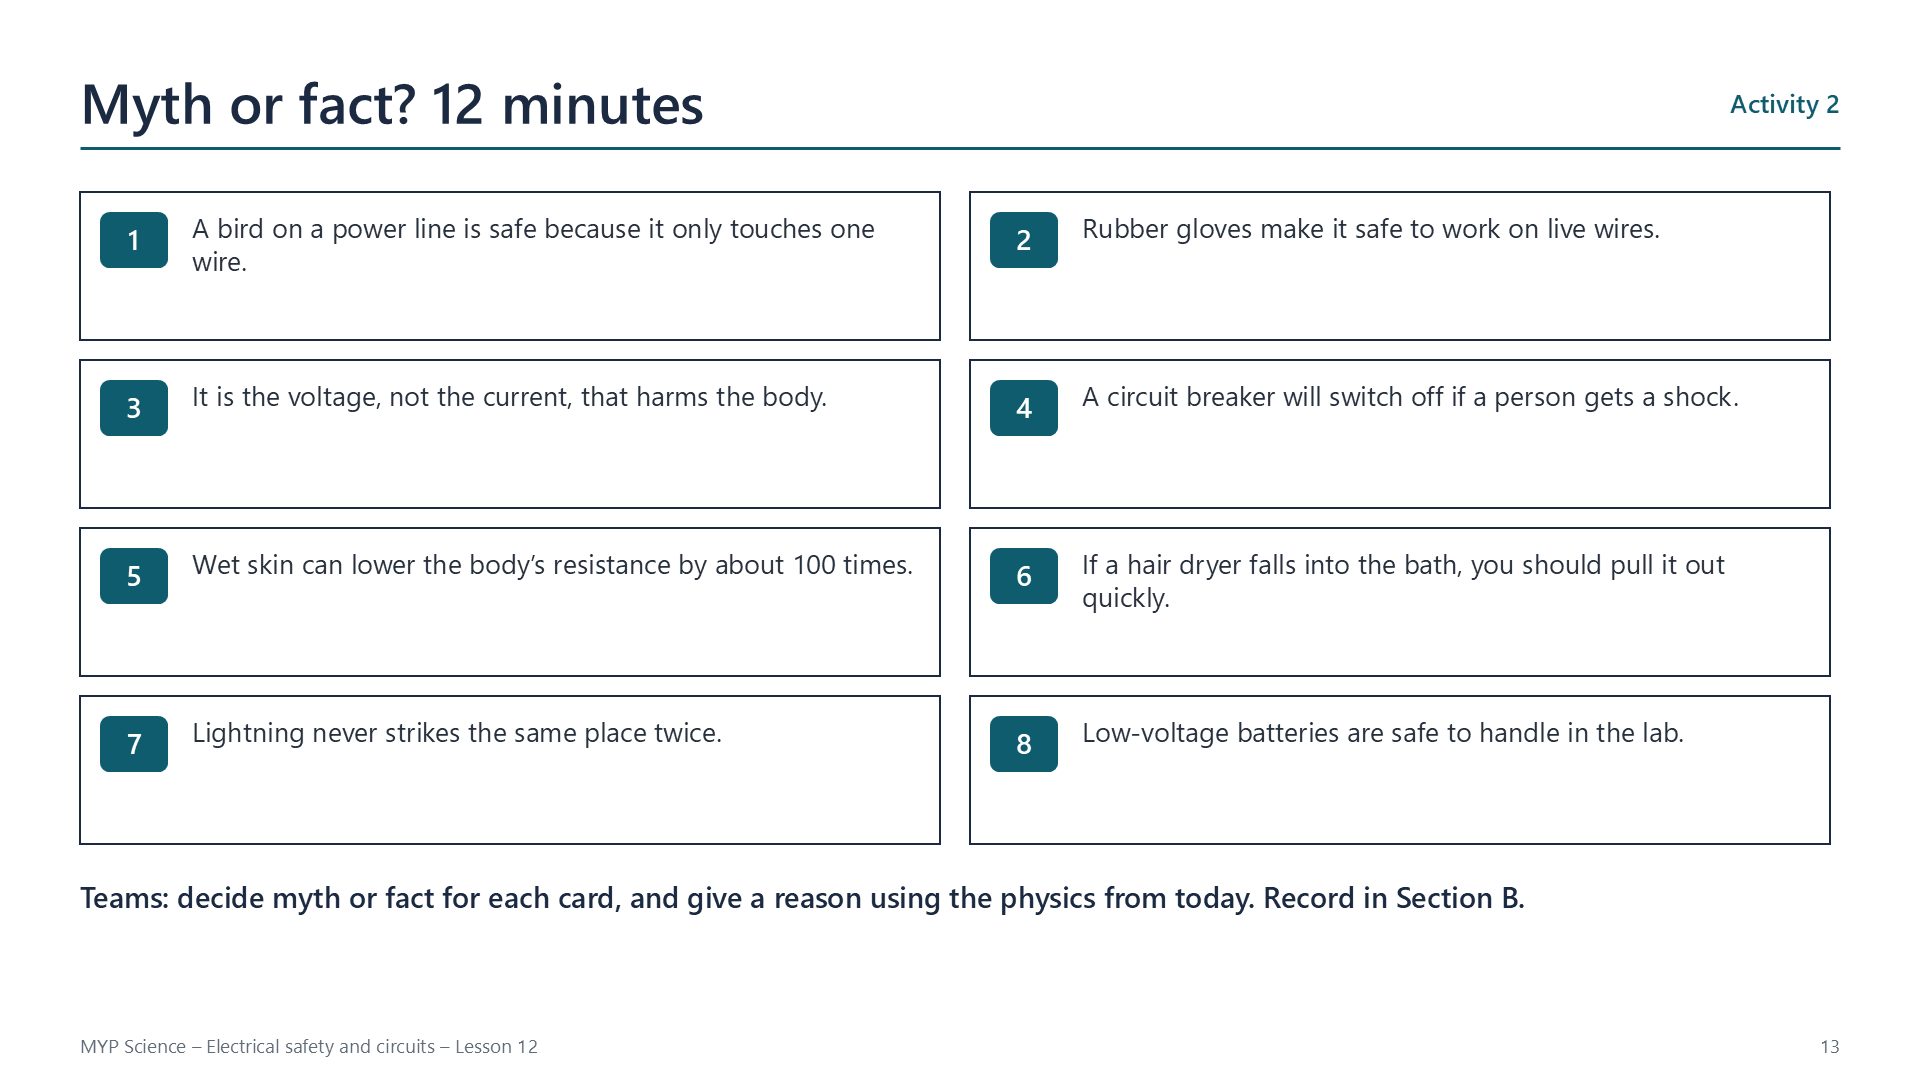 Myth or fact? 12 minutes
Activity 2
1
A bird on a power line is safe because it only touches one
wire.
2
Rubber gloves make it safe to work on live wires.
3
It is the voltage, not the current, that harms the body.
4
A circuit breaker will switch off if a person gets a shock.
5
Wet skin can lower the body’s resistance by about 100 times.
6
If a hair dryer falls into the bath, you should pull it out
quickly.
7
Lightning never strikes the same place twice.
8
Low-voltage batteries are safe to handle in the lab.
Teams: decide myth or fact for each card, and give a reason using the physics from today. Record in Section B.
MYP Science – Electrical safety and circuits – Lesson 12
13